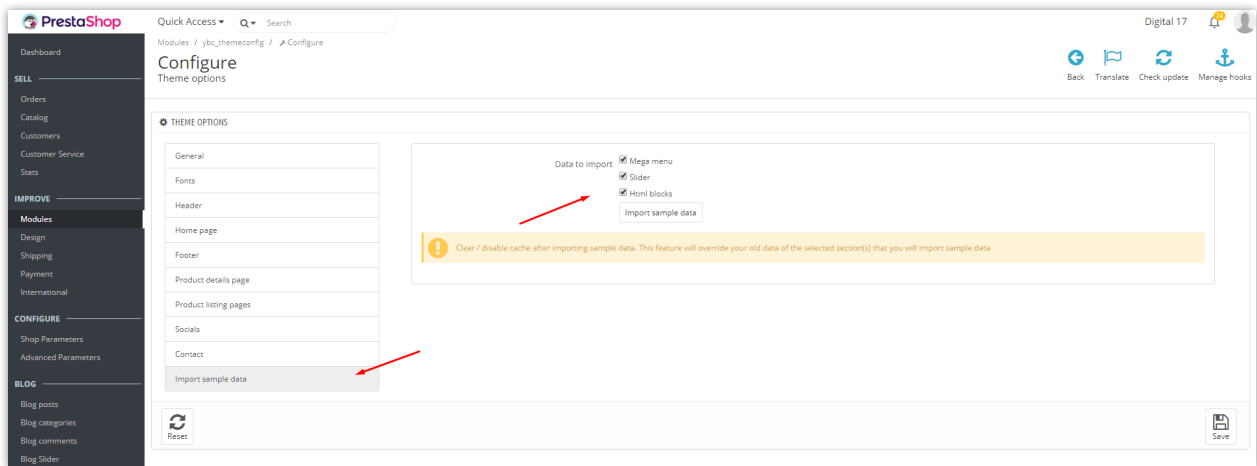 PrestaShop
Quick Access
Search
Digital 17
Modules / ybc_themeconfig / Configure
Configure
Theme options
Back
Translate
Check update
Manage hooks
Dashboard
SELL
Orders
Catalog
Customers
Customer Service
Stats
IMPROVE
Modules
Design
Shipping
Payment
International
CONFIGURE
Shop Parameters
Advanced Parameters
BLOG
Blog posts
Blog categories
Blog comments
Blog Slider
THEME OPTIONS
General
Fonts
Header
Home page
Footer
Product details page
Product listing pages
Socials
Contact
Import sample data
Data to import
Mega menu
Slider
Html blocks
Import sample data
Clear / disable cache after importing sample data. This feature will override your old data of the selected section(s) that you will import sample data
Reset
Save